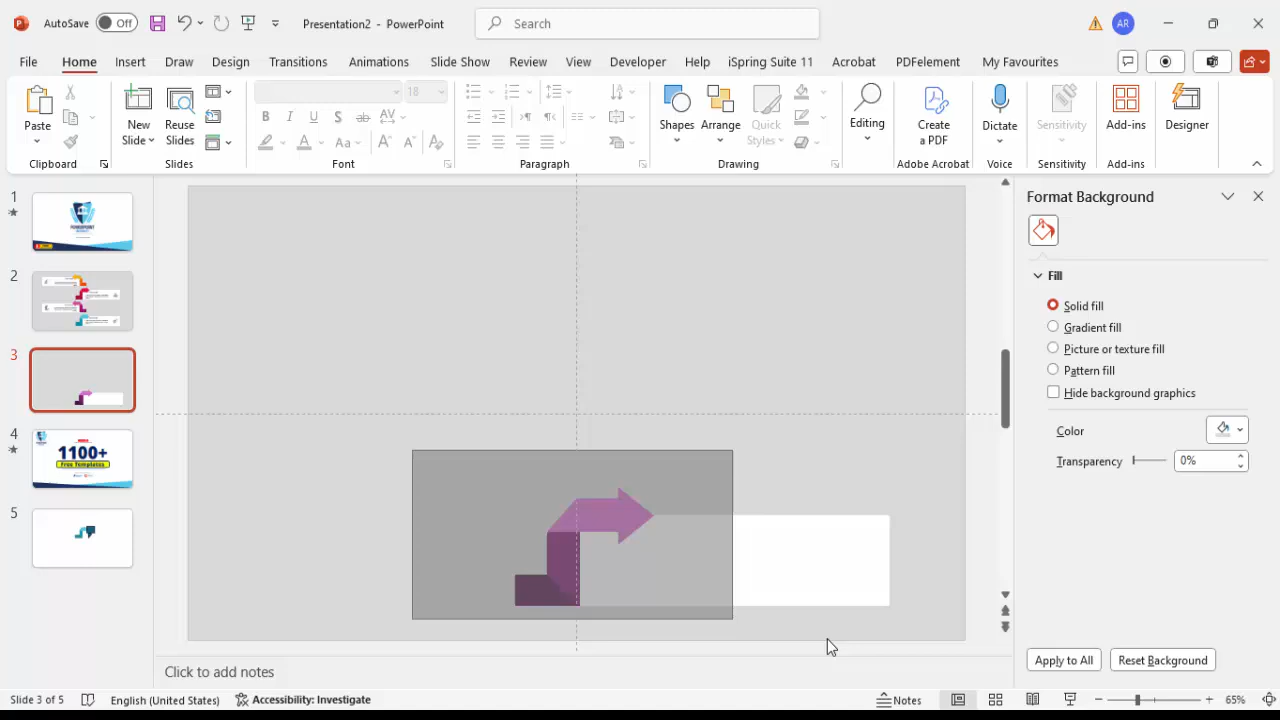 AutoSave Off Presentation2 - PowerPoint Search AR
File Home Insert Draw Design Transitions Animations Slide Show Review View Developer Help iSpring Suite 11 Acrobat PDFelement My Favourites
Paste
New Slide
Reuse Slides
18
Shapes
Arrange
Quick Styles
Editing
Create a PDF
Dictate
Sensitivity
Add-ins
Designer
Clipboard Slides Font Paragraph Drawing Adobe Acrobat Voice Sensitivity Add-ins
1
2
3
4
1100+
Free Templates
5
Format Background
Fill
Solid fill
Gradient fill
Picture or texture fill
Pattern fill
Hide background graphics
Color
Transparency 0%
Apply to All Reset Background
Click to add notes
Slide 3 of 5 English (United States) Accessibility: Investigate Notes 65%